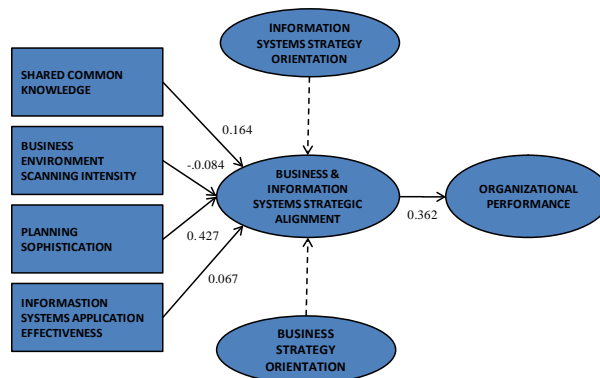 INFORMATION
SYSTEMS STRATEGY
ORIENTATION
SHARED COMMON
KNOWLEDGE
0.164
BUSINESS
ENVIRONMENT
SCANNING INTENSITY
-.0.084
BUSINESS &
INFORMATION
SYSTEMS STRATEGIC
ALIGNMENT
ORGANIZATIONAL
PERFORMANCE
0.362
PLANNING
SOPHISTICATION
0. 427
0.067
INFORMASTION
SYSTEMS APPLICATION
EFFECTIVENESS
BUSINESS
STRATEGY
ORIENTATION